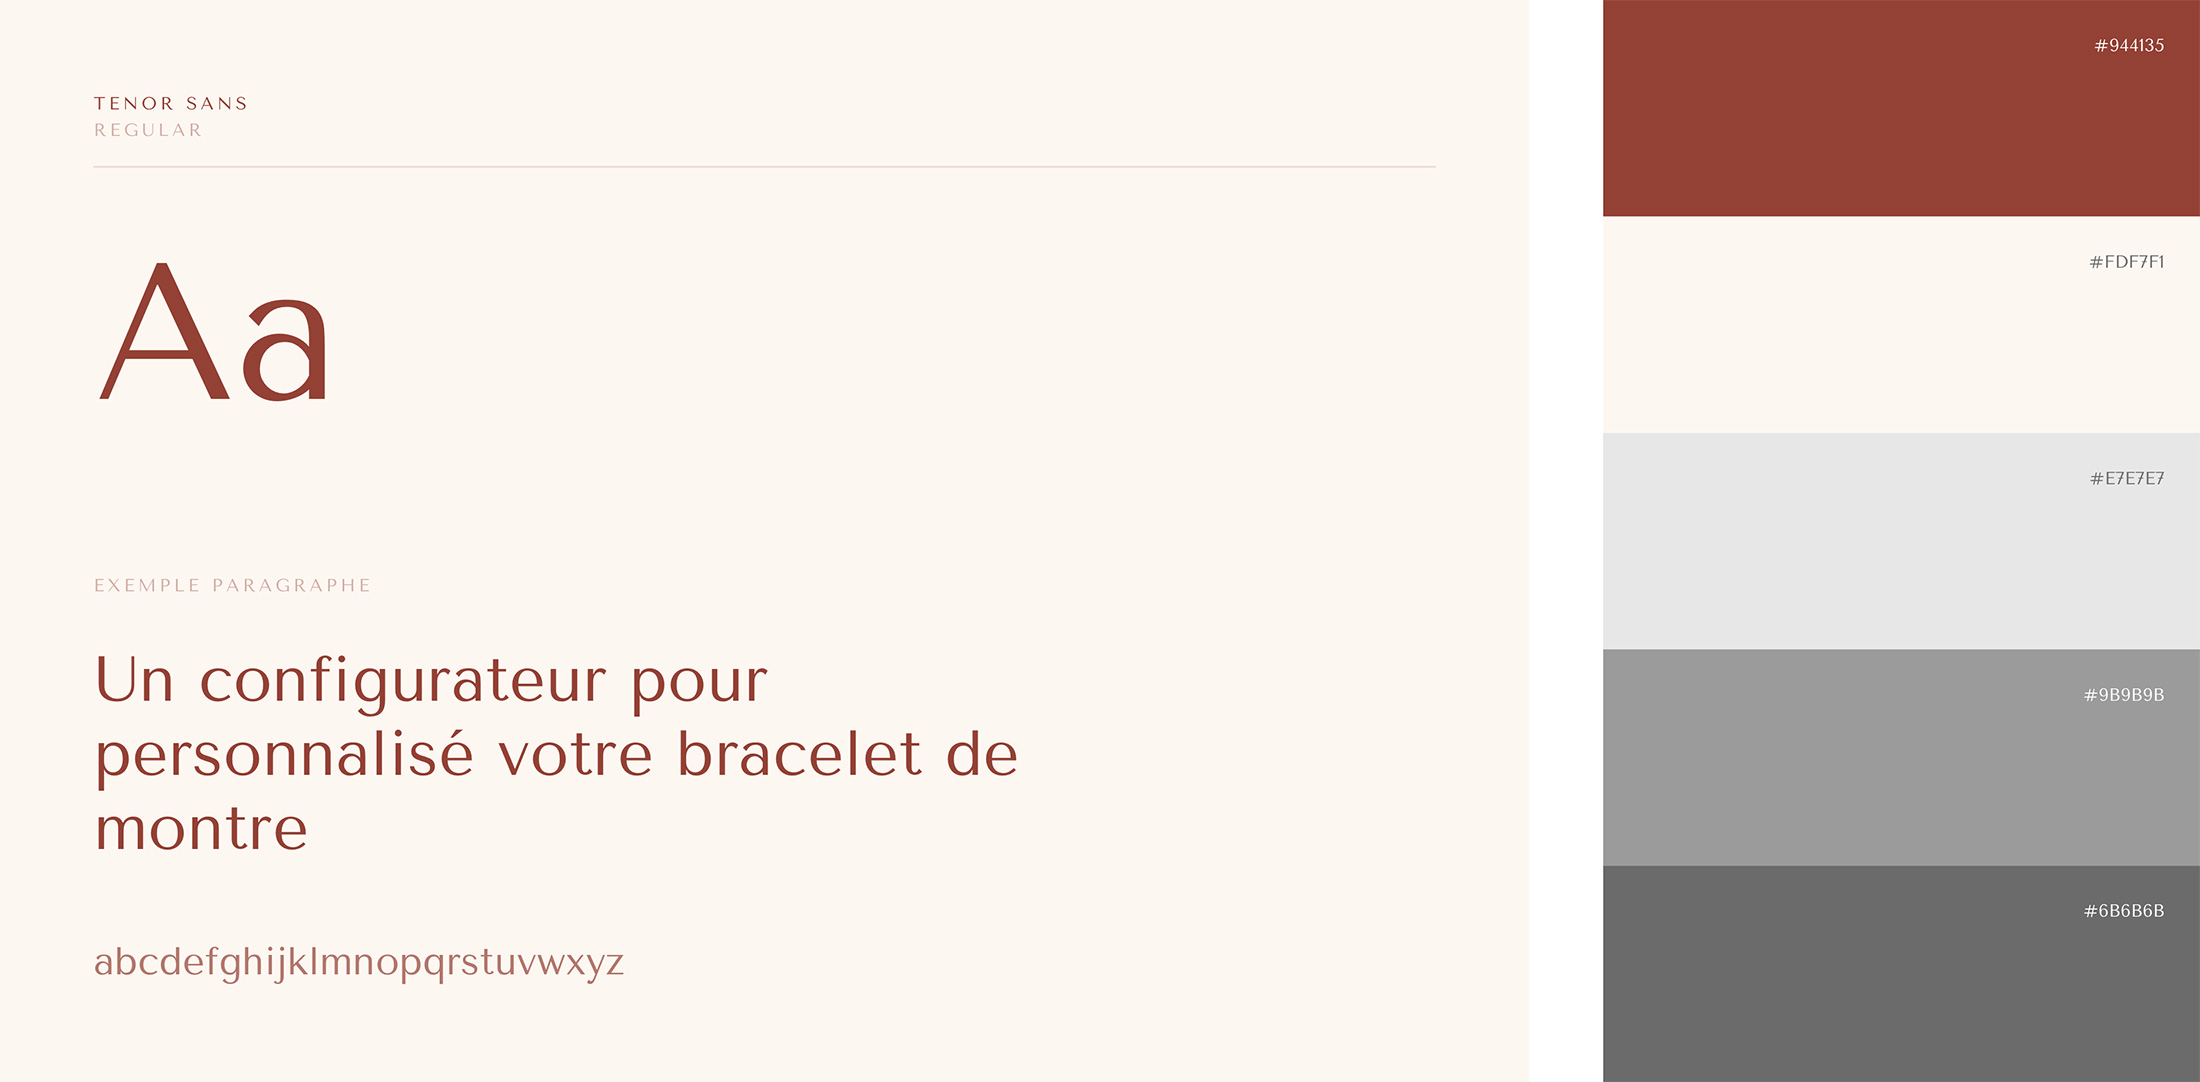 TENOR SANS
REGULAR
Aa
EXEMPLE PARAGRAPHE
Un configurateur pour
personnalisé votre bracelet de
montre
abcdefghijklmnopqrstuvwxyz
#944135
#FDF7F1
#E7E7E7
#9B9B9B
#6B6B6B